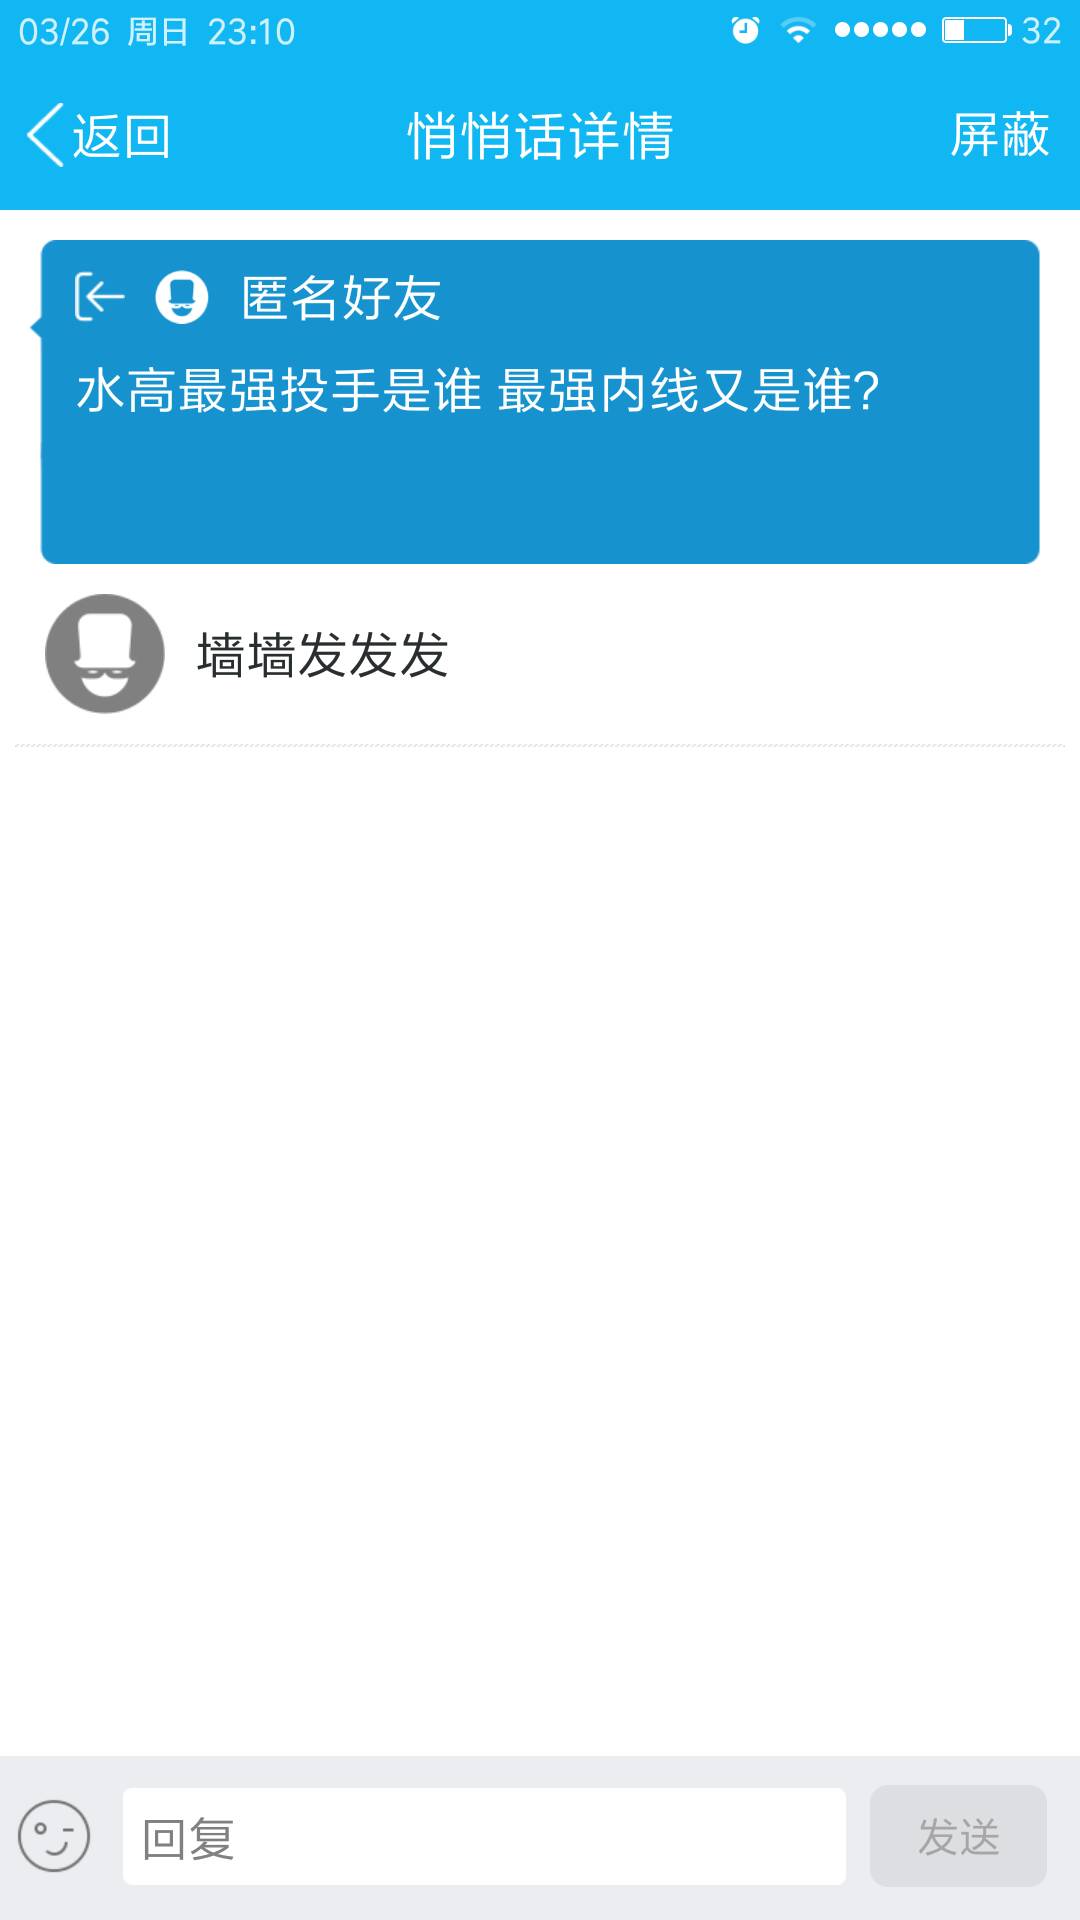 03/26 周日 23:10 32
返回 悄悄话详情 屏蔽
匿名好友
水高最强投手是谁 最强内线又是谁?
墙墙发发发
回复 发送